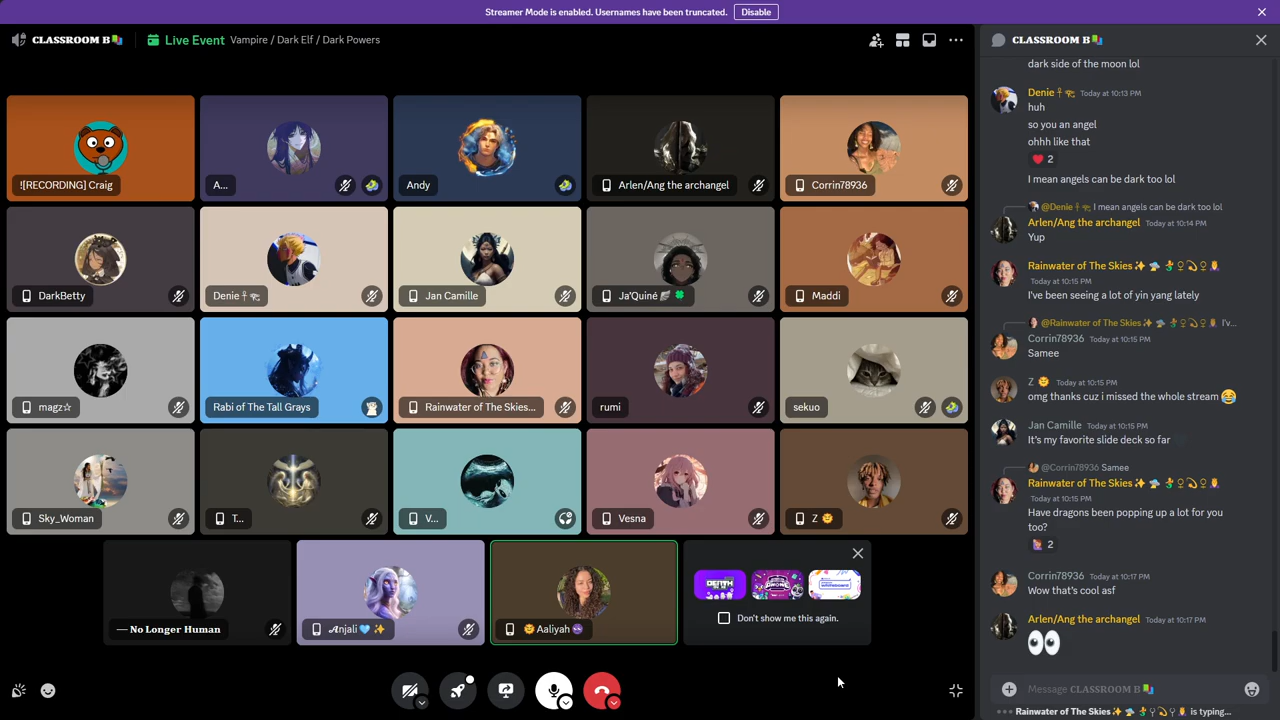 Streamer Mode is enabled. Usernames have been truncated. Disable
CLASSROOM B Live Event Vampire / Dark Elf / Dark Powers
![RECORDING] Craig
A...
Andy
Arlen/Ang the archangel
Corrin78936
DarkBetty
Denie
Jan Camille
Ja'Quiné
Maddi
magz☆
Rabi of The Tall Grays
Rainwater of The Skies...
rumi
sekuo
Sky_Woman
T...
V...
Vesna
Z 🌞
— No Longer Human
𝒜njali💙✨
🌞Aaliyah
Don't show me this again.
CLASSROOM B
dark side of the moon lol
Denie Today at 10:13 PM
huh
so you an angel
ohhh like that
❤️ 2
I mean angels can be dark too lol
@Denie I mean angels can be dark too lol
Arlen/Ang the archangel Today at 10:14 PM
Yup
Rainwater of The Skies✨
Today at 10:15 PM
I've been seeing a lot of yin yang lately
@Rainwater of The Skies✨ I'v...
Corrin78936 Today at 10:15 PM
Samee
Z 🌞 Today at 10:15 PM
omg thanks cuz i missed the whole stream 😂
Jan Camille Today at 10:15 PM
It's my favorite slide deck so far
@Corrin78936 Samee
Rainwater of The Skies✨
Today at 10:15 PM
Have dragons been popping up a lot for you
too?
2
Corrin78936 Today at 10:17 PM
Wow that's cool asf
Arlen/Ang the archangel Today at 10:17 PM
👀
Message CLASSROOM B
Rainwater of The Skies✨ is typing...